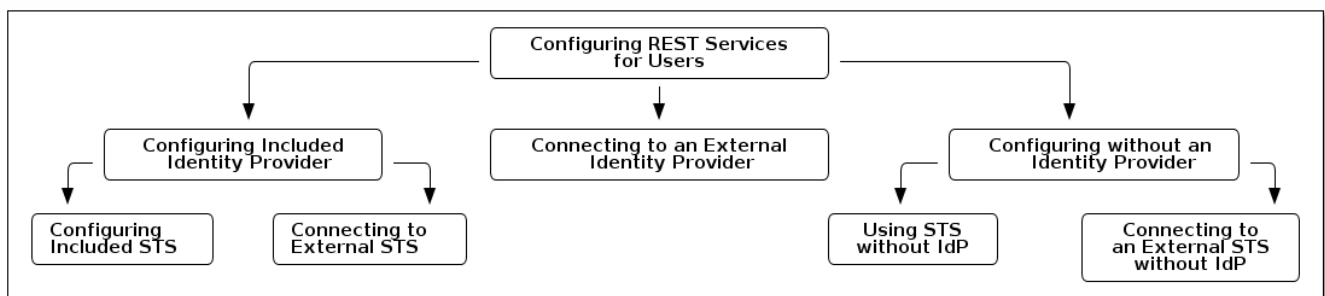 Configuring REST Services
for Users
Configuring Included
Identity Provider
Connecting to an External
Identity Provider
Configuring without an
Identity Provider
Configuring
Included STS
Connecting to
External STS
Using STS
without IdP
Connecting to
an External STS
without IdP